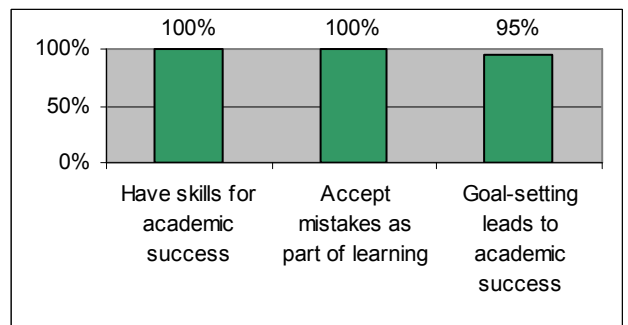 100% 100% 95%
100%
50%
0%
Have skills for academic success
Accept mistakes as part of learning
Goal-setting leads to academic success